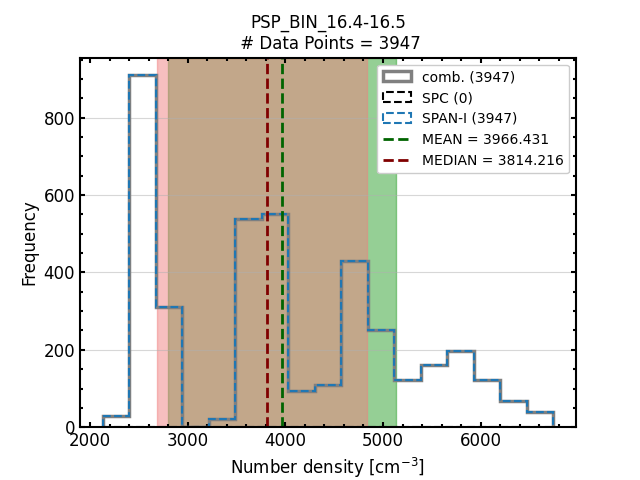 PSP_BIN_16.4-16.5
# Data Points = 3947
comb. (3947)
SPC (0)
SPAN-I (3947)
MEAN = 3966.431
MEDIAN = 3814.216
Frequency
800
600
400
200
0
2000 3000 4000 5000 6000
Number density [cm⁻³]